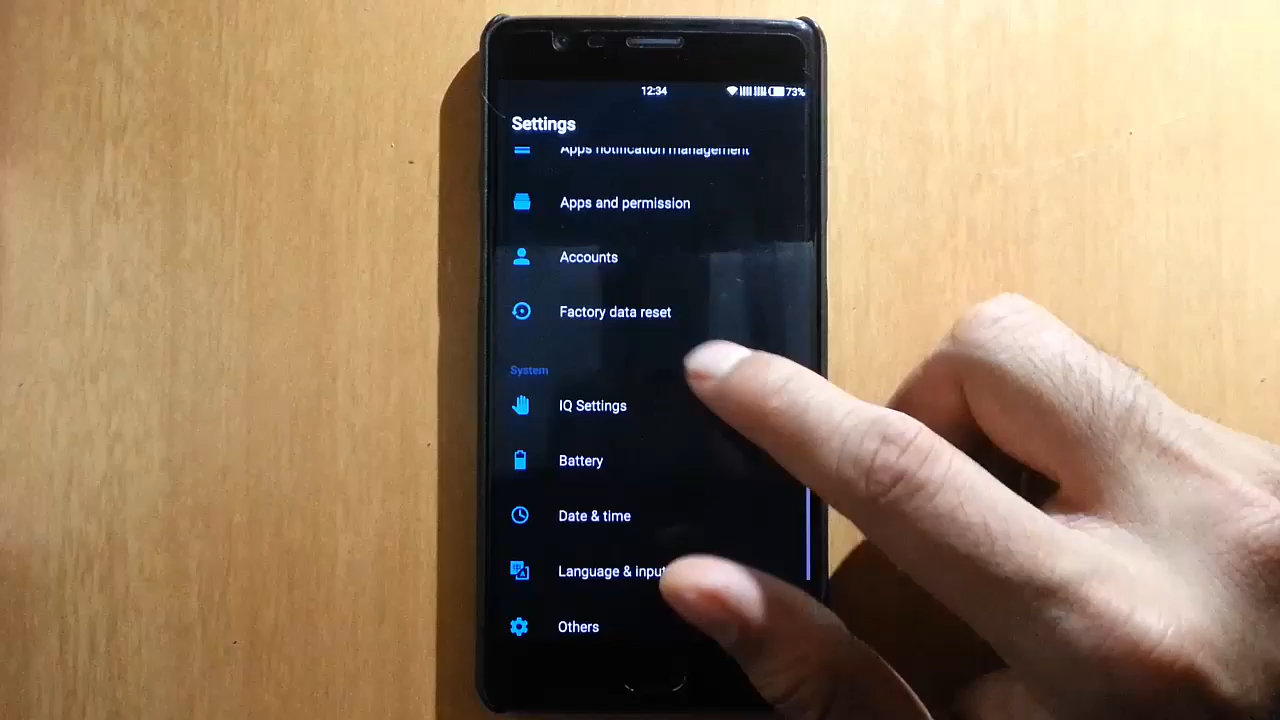 12:34
73%
Settings
Apps notification management
Apps and permission
Accounts
Factory data reset
System
IQ Settings
Battery
Date & time
Language & input
Others